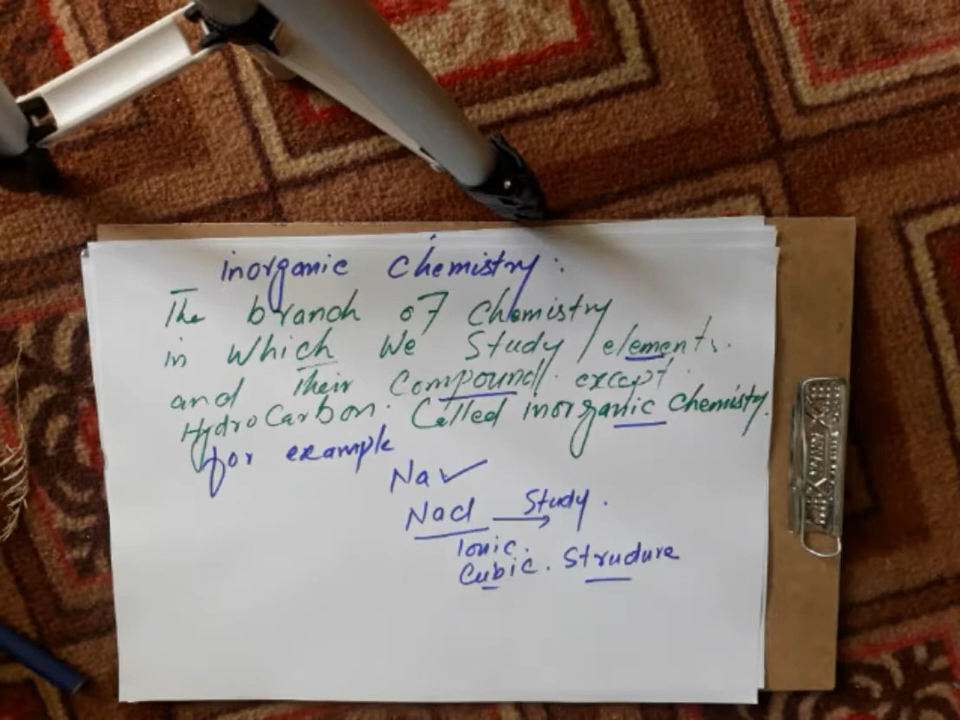 inorganic chemistry:
The branch of chemistry
in which we study / elements.
and Their compound. except.
Hydrocarbon. Called inorganic chemistry.
for example
Na ✓
Nacl → Study.
Ionic.
Cubic. Strudure